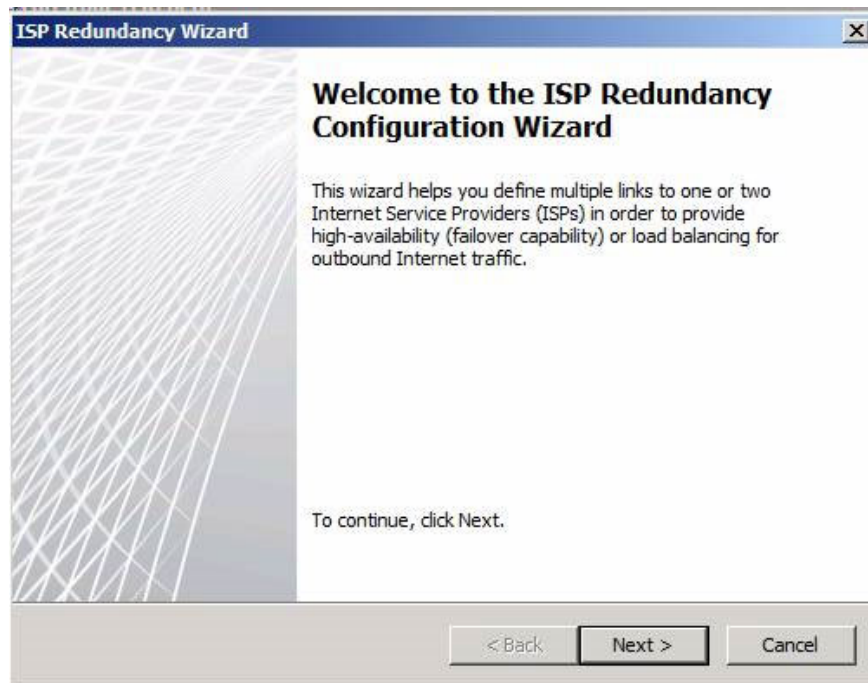 ISP Redundancy Wizard
Welcome to the ISP Redundancy
Configuration Wizard
This wizard helps you define multiple links to one or two
Internet Service Providers (ISPs) in order to provide
high-availability (failover capability) or load balancing for
outbound Internet traffic.
To continue, click Next.
< Back
Next >
Cancel